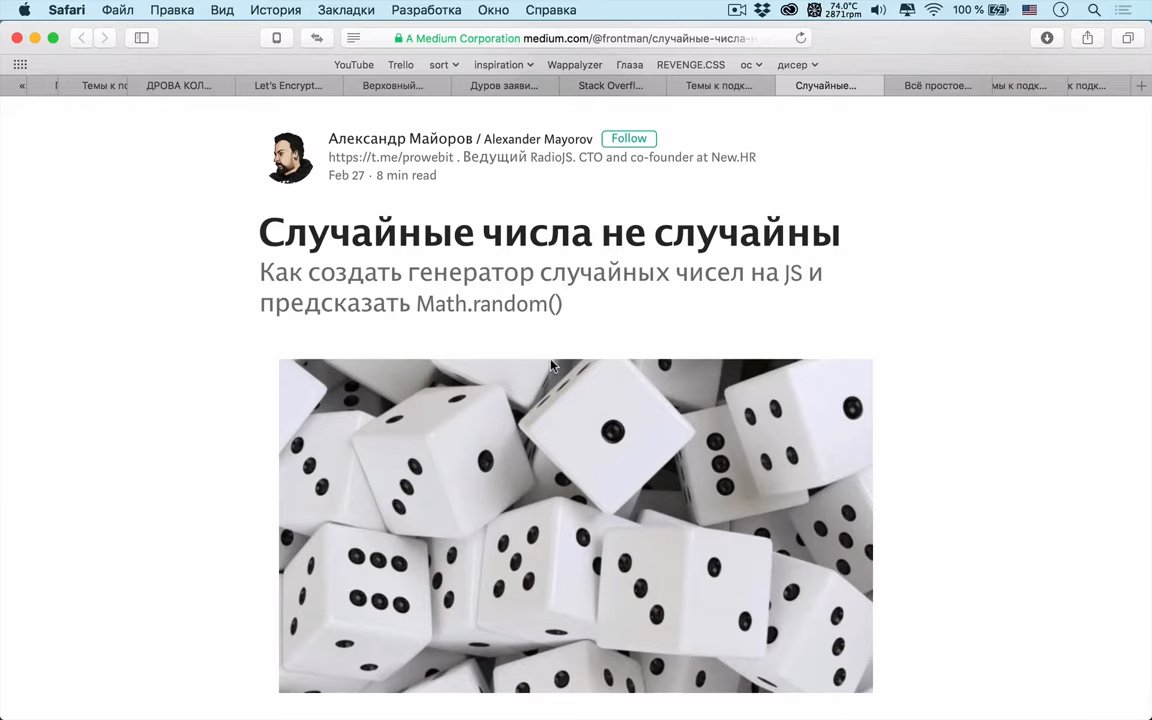 Safari Файл Правка Вид История Закладки Разработка Окно Справка 74.0°C 2871rpm 100 %
A Medium Corporation medium.com/@frontman/случайные-числа-
YouTube Trello sort inspiration Wappalyzer Глаза REVENGE.CSS ос дисер
« Темы к по ДРОВА КОЛ... Let's Encrypt... Верховный... Дуров заяви... Stack Overfl... Темы к подк... Случайные... Всё простое... мы к подк... к подк... +
Александр Майоров / Alexander Mayorov Follow
https://t.me/prowebit . Ведущий RadioJS. CTO and co-founder at New.HR
Feb 27 · 8 min read
Случайные числа не случайны
Как создать генератор случайных чисел на JS и
предсказать Math.random()